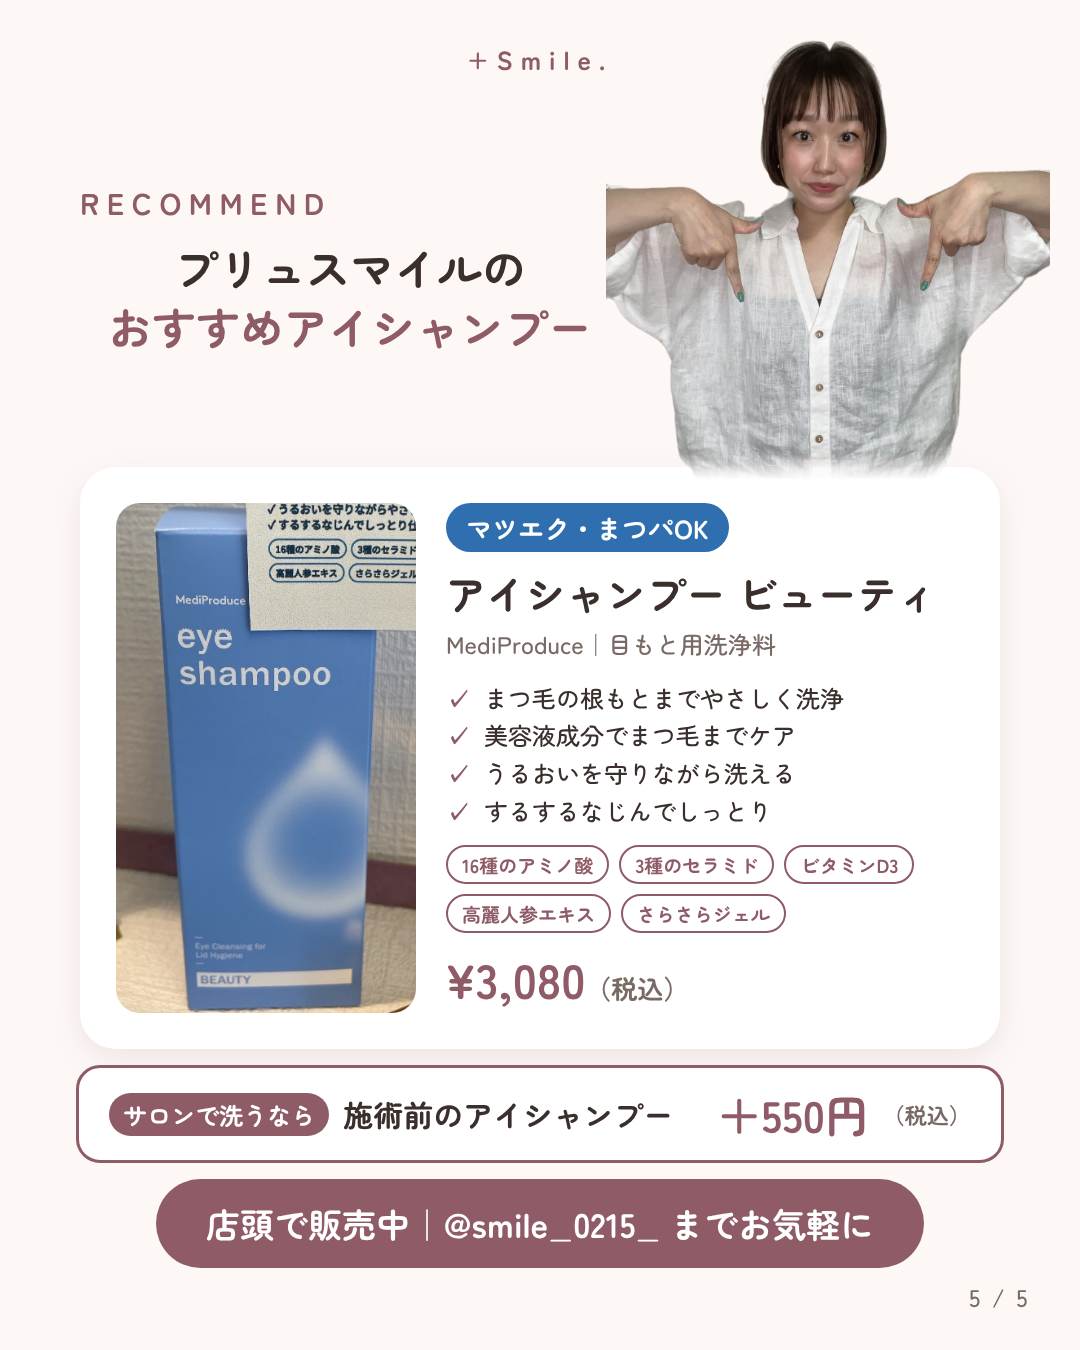 +Smile.
RECOMMEND
プリュスマイルの
おすすめアイシャンプー
✓うるおいを守りながらやさ
✓するするなじんでしっとり仕
16種のアミノ酸 3種のセラミド
高麗人参エキス さらさらジェル
MediProduce
eye
shampoo
Eye Cleansing for
Lid Hygiene
BEAUTY
マツエク・まつパOK
アイシャンプー ビューティ
MediProduce｜目もと用洗浄料
✓ まつ毛の根もとまでやさしく洗浄
✓ 美容液成分でまつ毛までケア
✓ うるおいを守りながら洗える
✓ するするなじんでしっとり
16種のアミノ酸 3種のセラミド ビタミンD3
高麗人参エキス さらさらジェル
¥3,080（税込）
サロンで洗うなら 施術前のアイシャンプー ＋550円（税込）
店頭で販売中｜@smile_0215_ までお気軽に
5 / 5